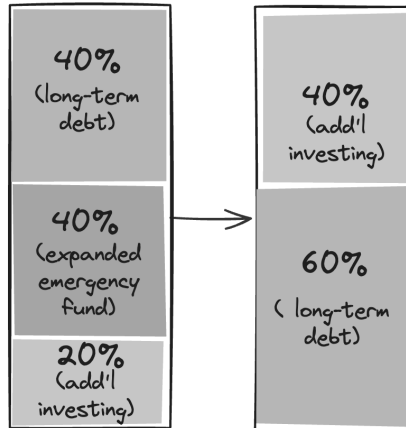 40%
(long-term
debt)
40%
(expanded
emergency
fund)
20%
(add'l
investing)
40%
(add'l
investing)
60%
( long-term
debt)